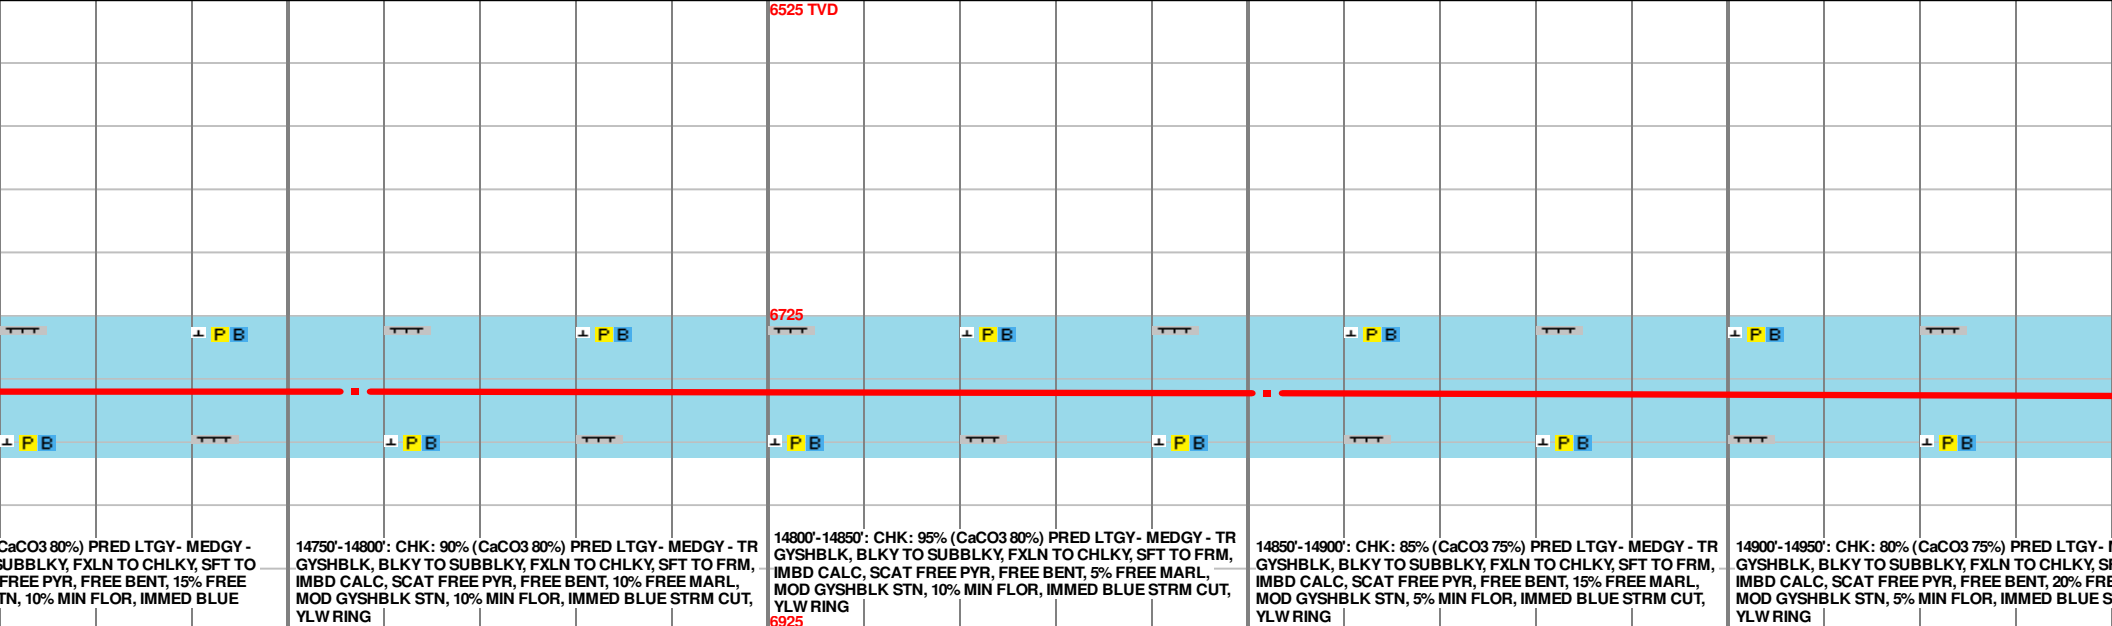 6525 TVD
6725
P B
P B
P B
P B
P B
P B
P B
P B
P B
P B
P B
CaCO3 80%) PRED LTGY - MEDGY -
SUBBLKY, FXLN TO CHLKY, SFT TO
FREE PYR, FREE BENT, 15% FREE
TN, 10% MIN FLOR, IMMED BLUE
14750'-14800': CHK: 90% (CaCO3 80%) PRED LTGY - MEDGY - TR
GYSHBLK, BLKY TO SUBBLKY, FXLN TO CHLKY, SFT TO FRM,
IMBD CALC, SCAT FREE PYR, FREE BENT, 10% FREE MARL,
MOD GYSHBLK STN, 10% MIN FLOR, IMMED BLUE STRM CUT,
YLW RING
14800'-14850': CHK: 95% (CaCO3 80%) PRED LTGY - MEDGY - TR
GYSHBLK, BLKY TO SUBBLKY, FXLN TO CHLKY, SFT TO FRM,
IMBD CALC, SCAT FREE PYR, FREE BENT, 5% FREE MARL,
MOD GYSHBLK STN, 10% MIN FLOR, IMMED BLUE STRM CUT,
YLW RING
6925
14850'-14900': CHK: 85% (CaCO3 75%) PRED LTGY - MEDGY - TR
GYSHBLK, BLKY TO SUBBLKY, FXLN TO CHLKY, SFT TO FRM,
IMBD CALC, SCAT FREE PYR, FREE BENT, 15% FREE MARL,
MOD GYSHBLK STN, 5% MIN FLOR, IMMED BLUE STRM CUT,
YLW RING
14900'-14950': CHK: 80% (CaCO3 75%) PRED LTGY -
GYSHBLK, BLKY TO SUBBLKY, FXLN TO CHLKY,
IMBD CALC, SCAT FREE PYR, FREE BENT, 20%
MOD GYSHBLK STN, 5% MIN FLOR, IMMED BLUE
YLW RING